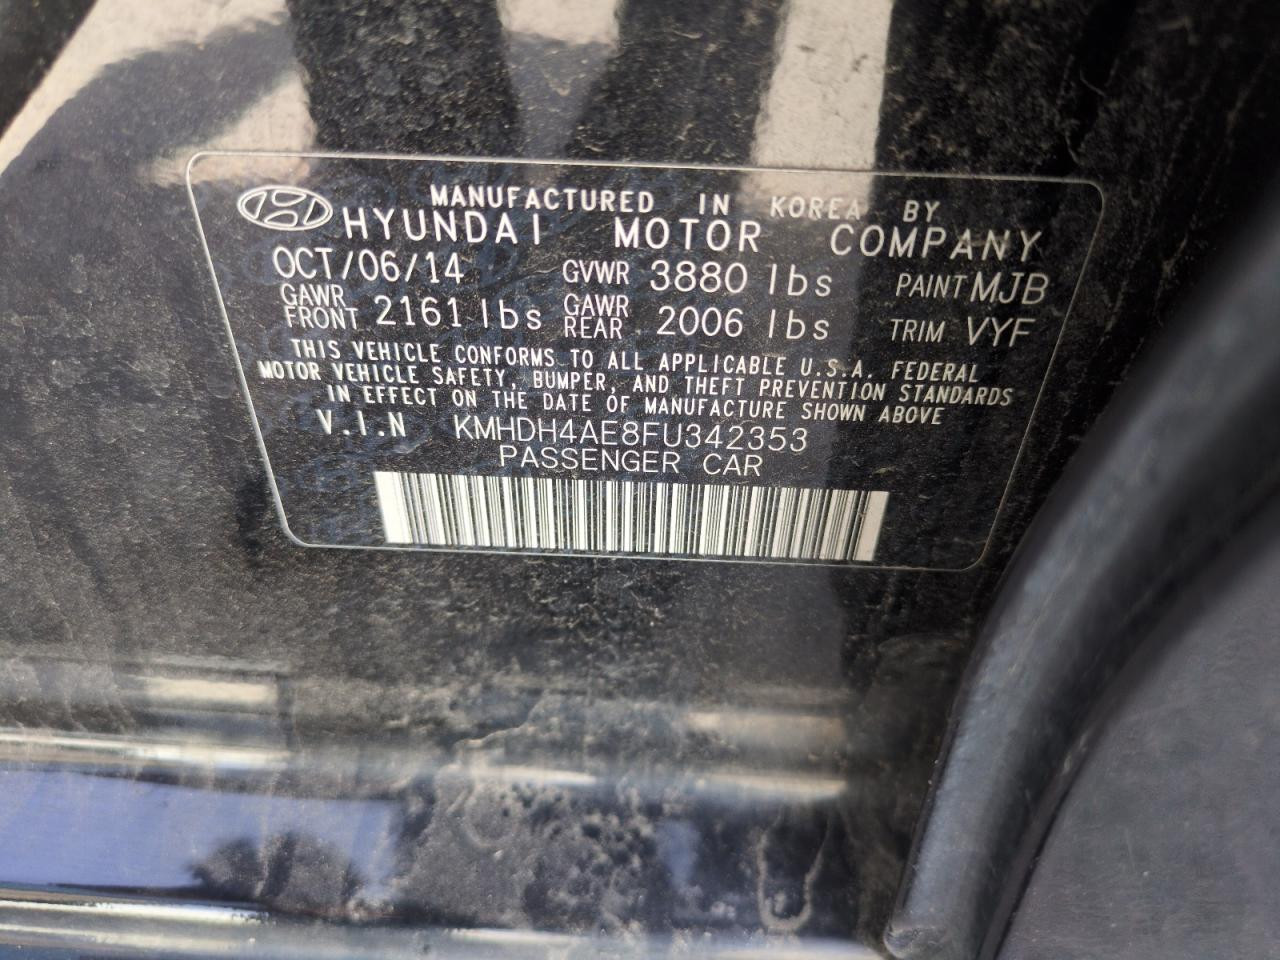 MANUFACTURED IN KOREA BY
HYUNDAI MOTOR COMPANY
OCT/06/14 GVWR 3880 lbs PAINT MJB
GAWR FRONT 2161 lbs GAWR REAR 2006 lbs TRIM VYF
THIS VEHICLE CONFORMS TO ALL APPLICABLE U.S.A. FEDERAL
MOTOR VEHICLE SAFETY, BUMPER, AND THEFT PREVENTION STANDARDS
IN EFFECT ON THE DATE OF MANUFACTURE SHOWN ABOVE
V.I.N KMHDH4AE8FU342353
PASSENGER CAR